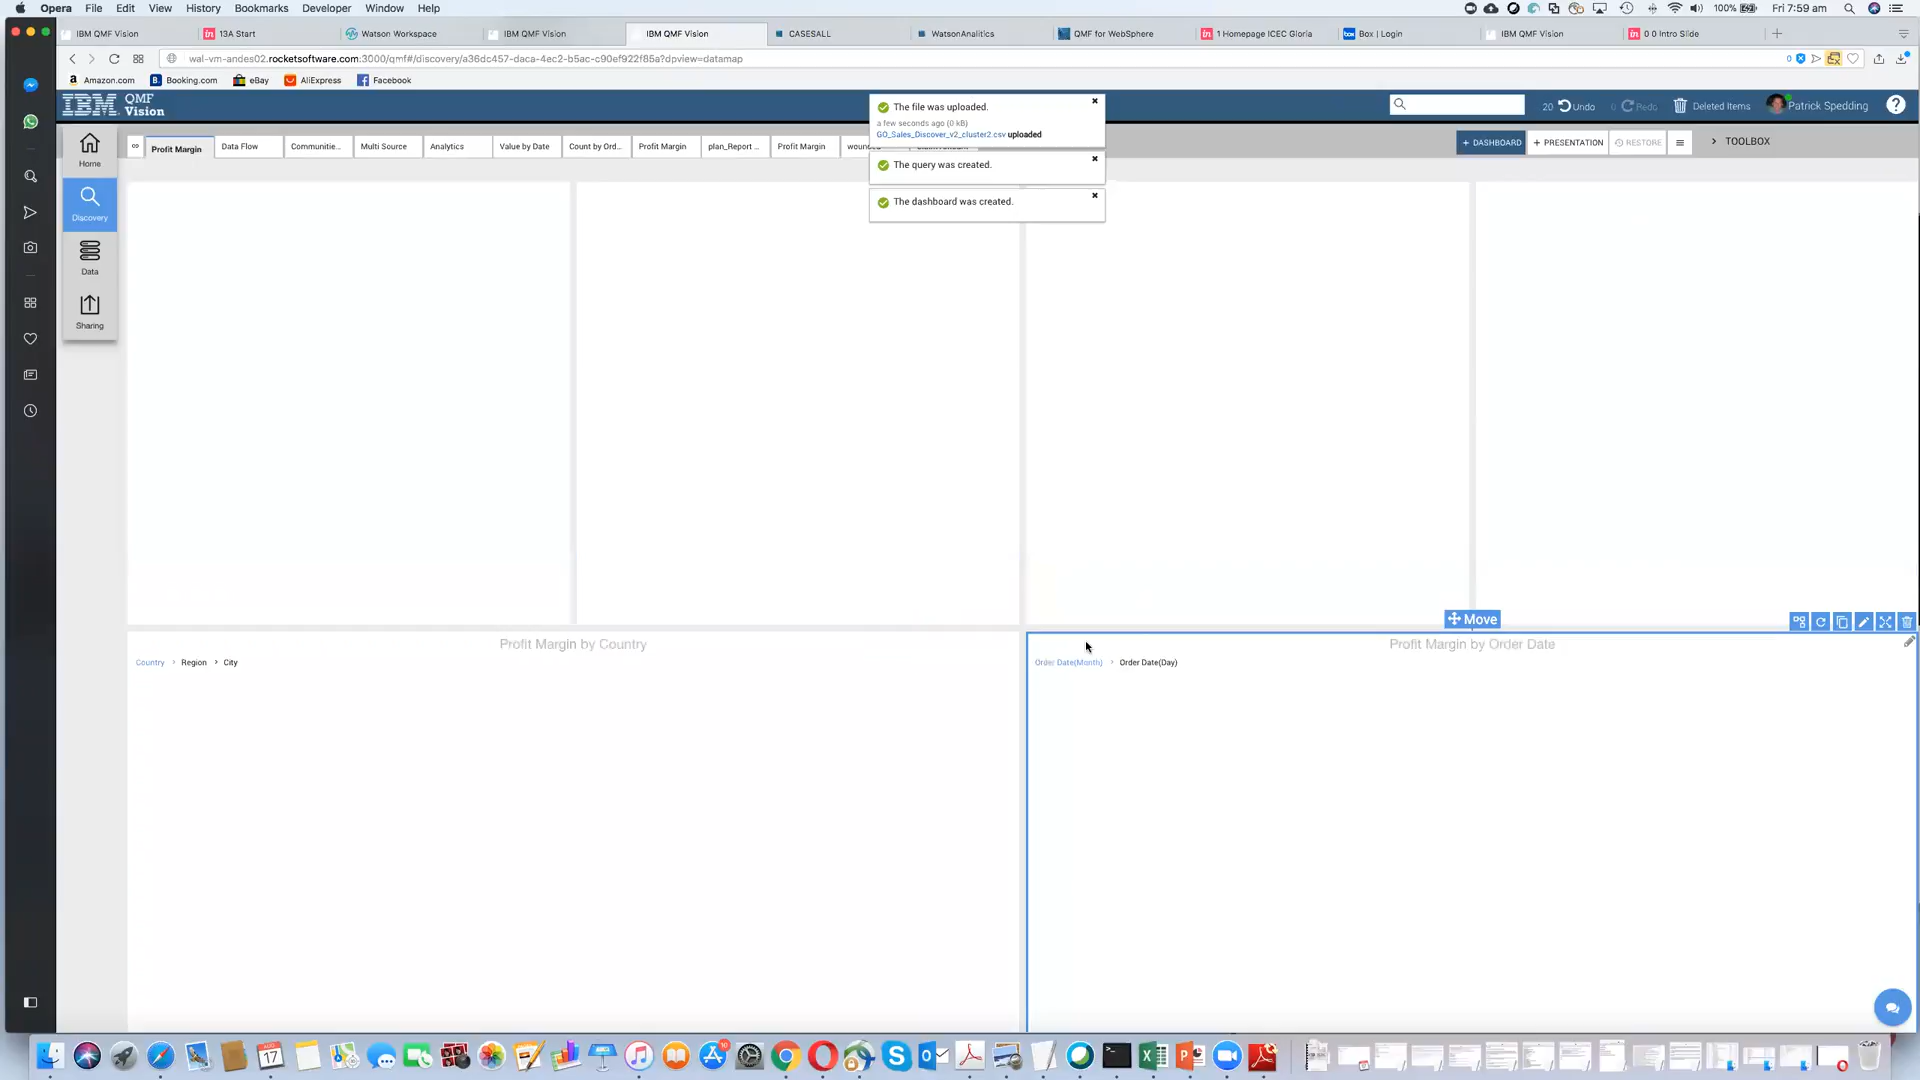 Opera File Edit View History Bookmarks Developer Window Help 100% Fri 7:59 am
IBM QMF Vision 13A Start Watson Workspace IBM QMF Vision IBM QMF Vision CASESALL WatsonAnalytics QMF for WebSphere 1 Homepage ICEC Gloria Box | Login IBM QMF Vision 0 0 Intro Slide
wal-vm-andes02.rocketsoftware.com:3000/qmf#/discovery/a36dc457-daca-4ec2-b5ac-c90ef922f85a?dpview=datamap 0
Amazon.com Booking.com eBay AliExpress Facebook
IBM QMF Vision 20 Undo 0 Redo Deleted Items Patrick Spedding ?
The file was uploaded.
a few seconds ago (0 kB)
GO_Sales_Discover_v2_cluster2.csv uploaded
The query was created.
The dashboard was created.
Profit Margin Data Flow Communitie... Multi Source Analytics Value by Date Count by Ord... Profit Margin plan_Report ... Profit Margin
+ DASHBOARD + PRESENTATION RESTORE TOOLBOX
Home
Discovery
Data
Sharing
Move
Profit Margin by Country
Country > Region > City
Profit Margin by Order Date
Order Date(Month) > Order Date(Day)
AUG
17
10